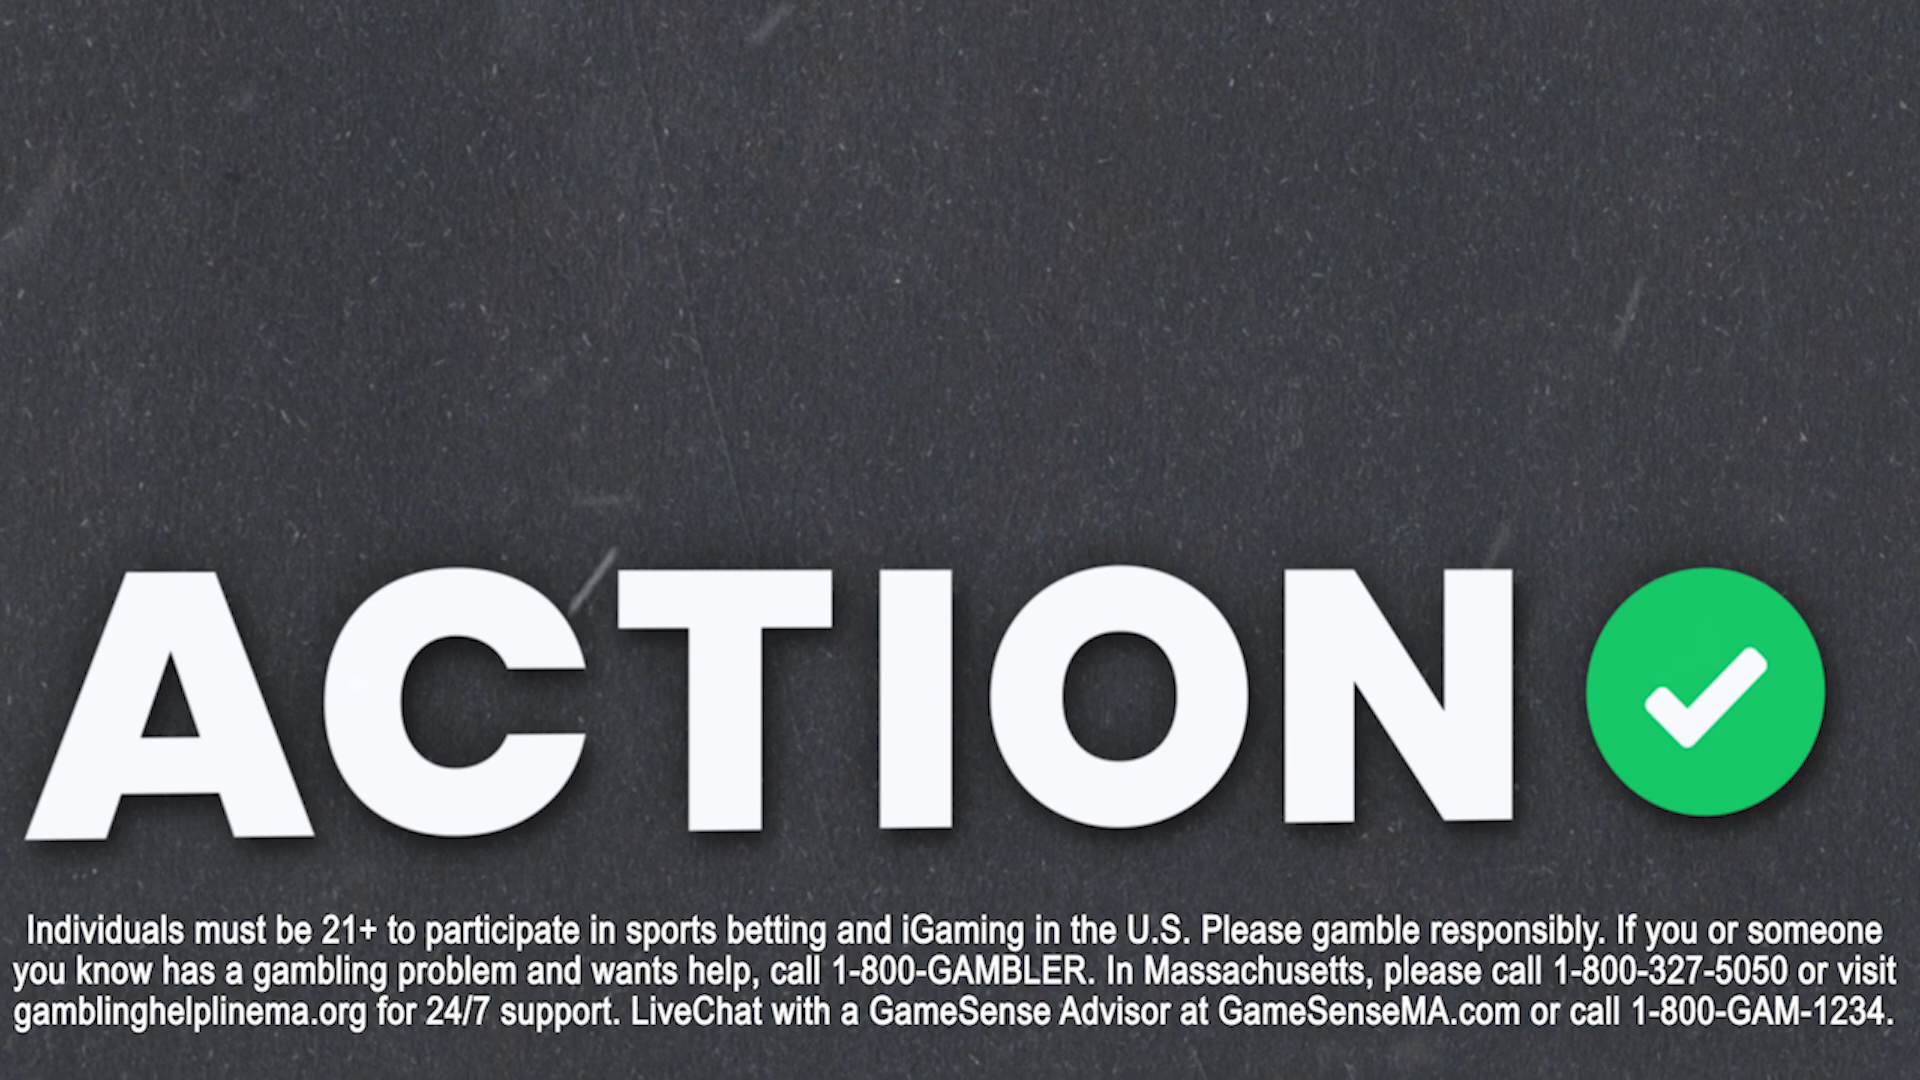 ACTION
Individuals must be 21+ to participate in sports betting and iGaming in the U.S. Please gamble responsibly. If you or someone
you know has a gambling problem and wants help, call 1-800-GAMBLER. In Massachusetts, please call 1-800-327-5050 or visit
gamblinghelplinema.org for 24/7 support. LiveChat with a GameSense Advisor at GameSenseMA.com or call 1-800-GAM-1234.